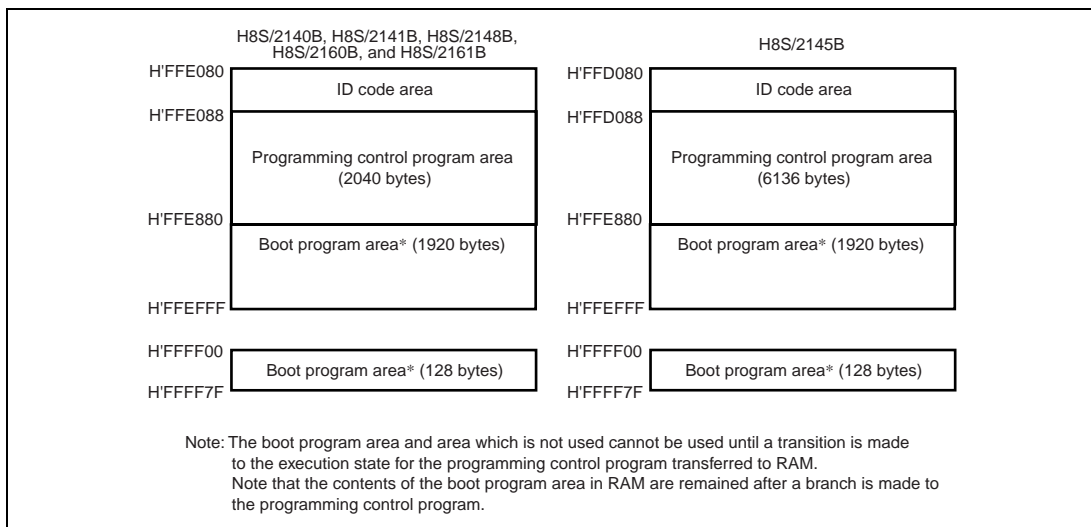 H8S/2140B, H8S/2141B, H8S/2148B,
H8S/2160B, and H8S/2161B
H'FFE080
ID code area
H'FFE088
Programming control program area
(2040 bytes)
H'FFE880
Boot program area* (1920 bytes)
H'FFEFFF
H'FFFF00
Boot program area* (128 bytes)
H'FFFF7F
H8S/2145B
H'FFD080
ID code area
H'FFD088
Programming control program area
(6136 bytes)
H'FFE880
Boot program area* (1920 bytes)
H'FFEFFF
H'FFFF00
Boot program area* (128 bytes)
H'FFFF7F
Note: The boot program area and area which is not used cannot be used until a transition is made
to the execution state for the programming control program transferred to RAM.
Note that the contents of the boot program area in RAM are remained after a branch is made to
the programming control program.